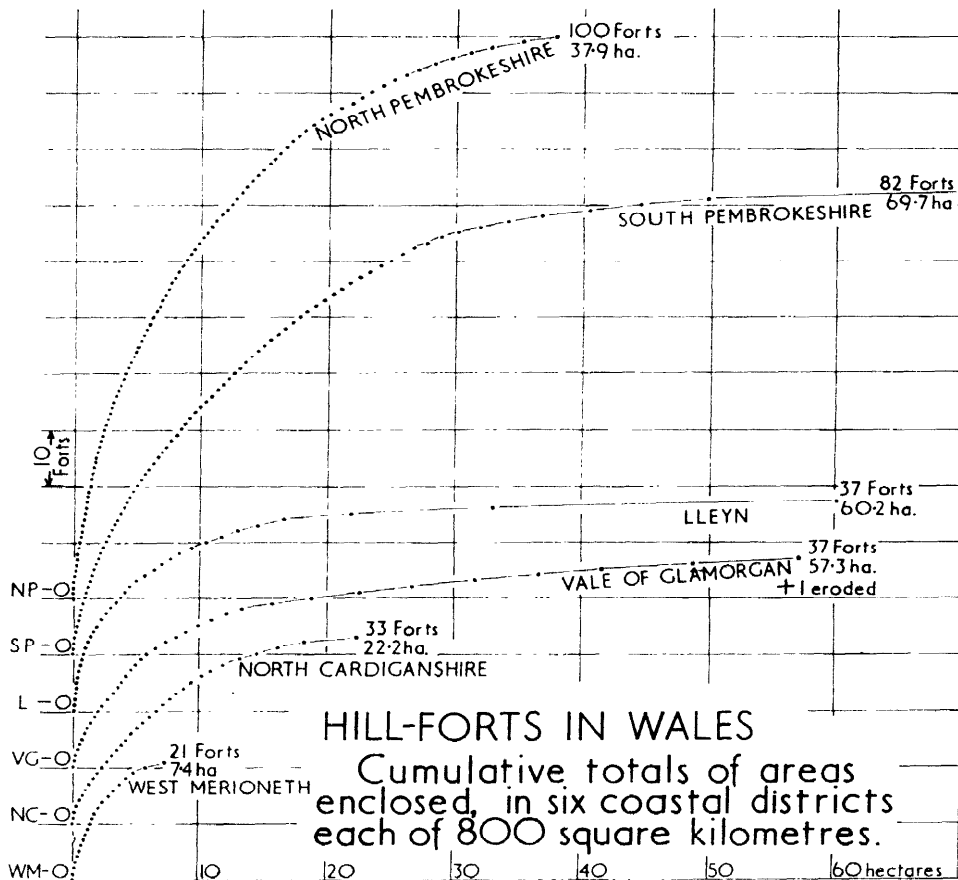 100 Forts
37·9 ha.
NORTH PEMBROKESHIRE
82 Forts
69·7 ha
SOUTH PEMBROKESHIRE
10
Forts
37 Forts
60·2 ha.
LLEYN
37 Forts
57·3 ha.
+1 eroded
VALE OF GLAMORGAN
NP-O
SP-O
L-O
VG-O
NC-O
WM-O
33 Forts
22·2 ha.
NORTH CARDIGANSHIRE
21 Forts
7·4 ha
WEST MERIONETH
HILL-FORTS IN WALES
Cumulative totals of areas
enclosed, in six coastal districts
each of 800 square kilometres.
10 20 30 40 50 60 hectares